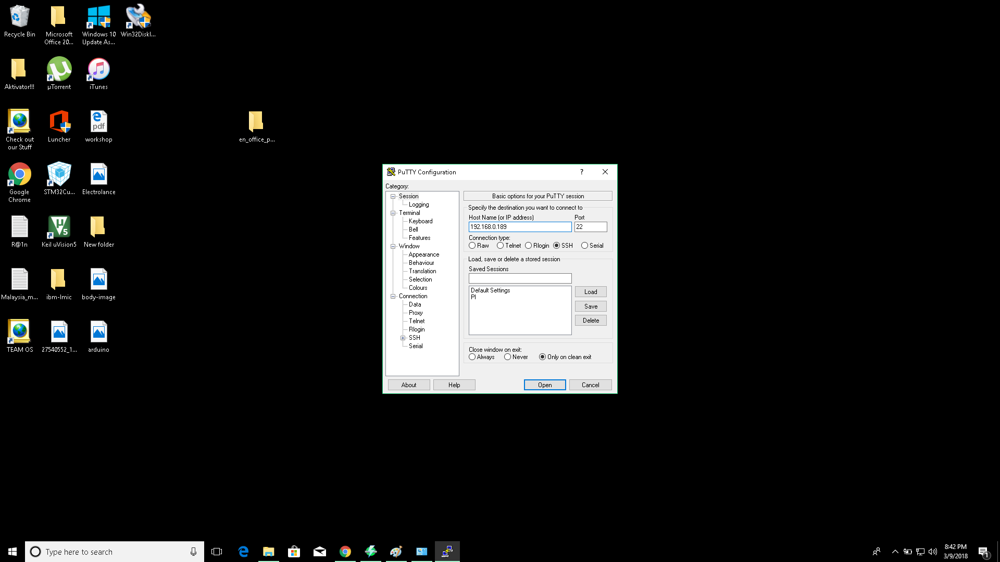 Recycle Bin
Microsoft
Office 20...
Windows 10
Update As...
Win32DiskI...
Aktivator!!!
µTorrent
iTunes
Check out
our Stuff
Luncher
pdf
workshop
en_office_p...
Google
Chrome
STM32Cu...
Electrolance
R@1n
Keil uVision5
New folder
Malaysia_m...
ibm-lmic
body-image
TEAM OS
27540552_1...
arduino
PuTTY Configuration
?
Category:
Session
Logging
Terminal
Keyboard
Bell
Features
Window
Appearance
Behaviour
Translation
Selection
Colours
Connection
Data
Proxy
Telnet
Rlogin
SSH
Serial
Basic options for your PuTTY session
Specify the destination you want to connect to
Host Name (or IP address)
Port
192.168.0.189
22
Connection type:
Raw
Telnet
Rlogin
SSH
Serial
Load, save or delete a stored session
Saved Sessions
Default Settings
PI
Load
Save
Delete
Close window on exit:
Always
Never
Only on clean exit
About
Help
Open
Cancel
Type here to search
8:42 PM
3/9/2018
1